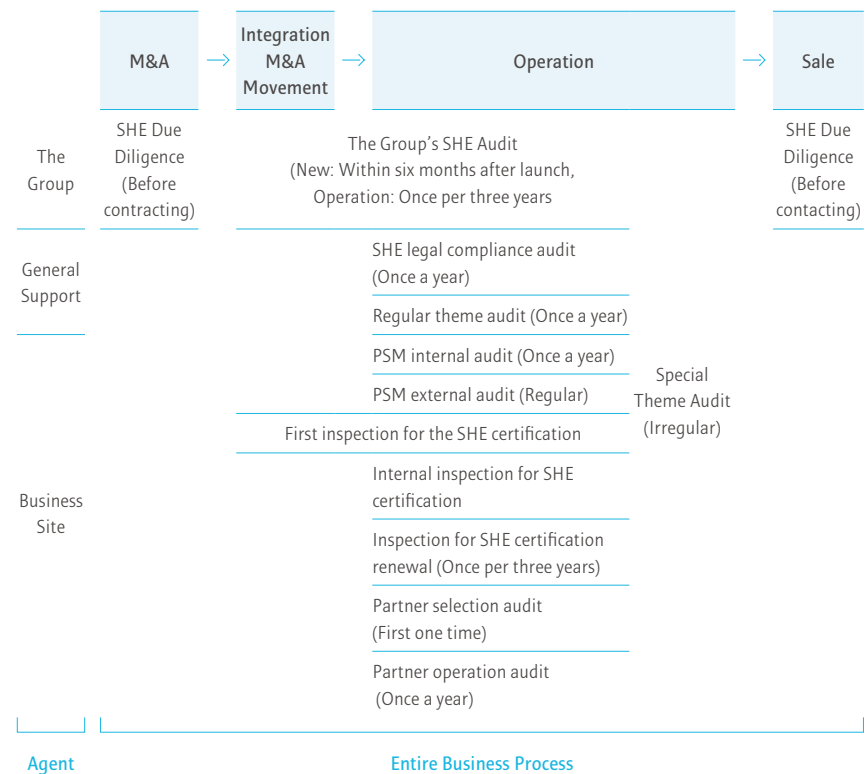 M&A
Integration
M&A
Movement
Operation
Sale
The
Group
SHE Due
Diligence
(Before
contracting)
The Group's SHE Audit
(New: Within six months after launch,
Operation: Once per three years
SHE Due
Diligence
(Before
contacting)
General
Support
SHE legal compliance audit
(Once a year)
Regular theme audit (Once a year)
Business
Site
PSM internal audit (Once a year)
PSM external audit (Regular)
First inspection for the SHE certification
Internal inspection for SHE
certification
Inspection for SHE certification
renewal (Once per three years)
Partner selection audit
(First one time)
Partner operation audit
(Once a year)
Special
Theme Audit
(Irregular)
Agent
Entire Business Process